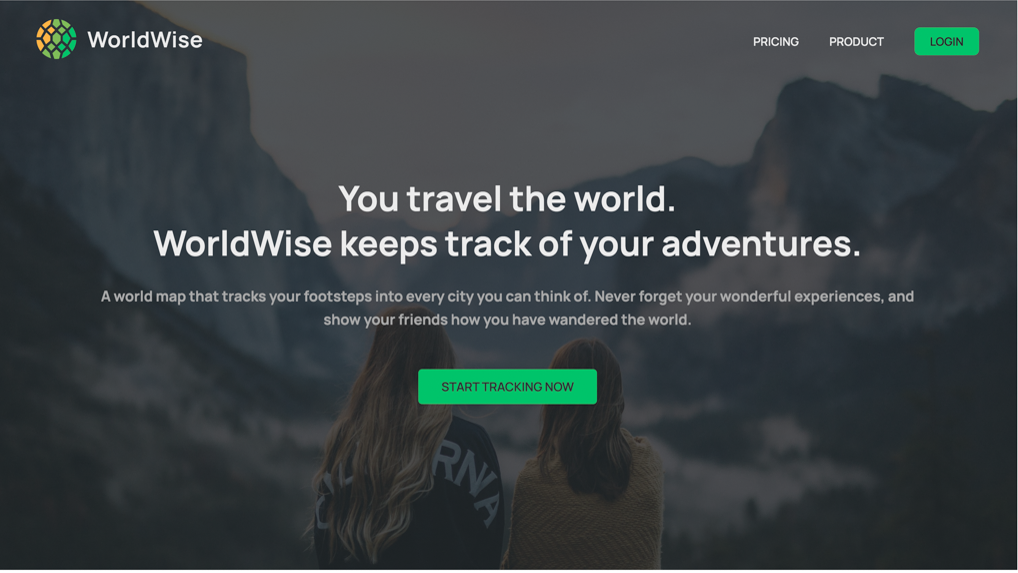 WorldWise
PRICING
PRODUCT
LOGIN
You travel the world.
WorldWise keeps track of your adventures.
A world map that tracks your footsteps into every city you can think of. Never forget your wonderful experiences, and
show your friends how you have wandered the world.
START TRACKING NOW